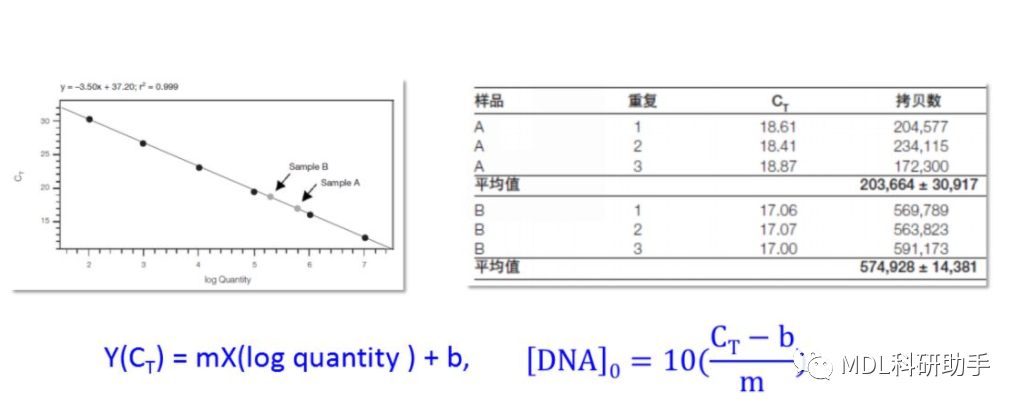 y = –3.50x + 37.20; r² = 0.999
30
25
20
15
C_T
Sample B
Sample A
2 3 4 5 6 7
log Quantity
样品 重复 C_T 拷贝数
A 1 18.61 204,577
A 2 18.41 234,115
A 3 18.87 172,300
平均值 203,664 ± 30,917
B 1 17.06 569,789
B 2 17.07 563,823
B 3 17.00 591,173
平均值 574,928 ± 14,381
Y(C_T) = mX(log quantity ) + b,
[DNA]₀ = 10(\frac{C_T − b}{m})
MDL科研助手